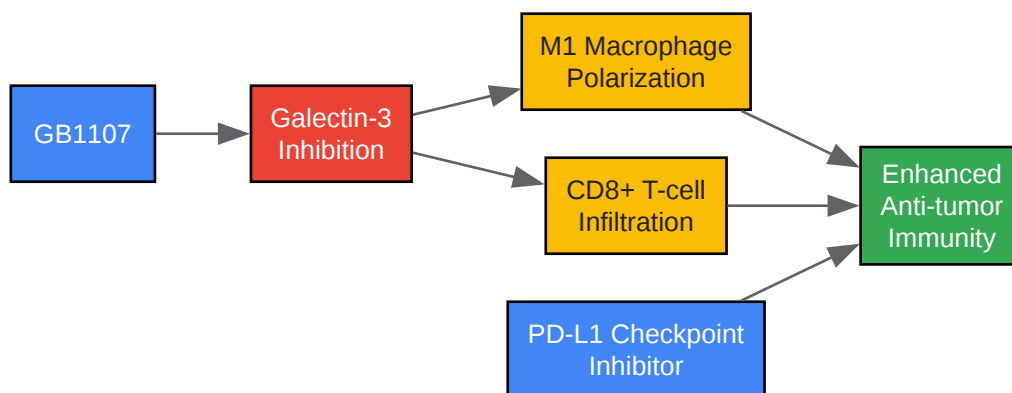 GB1107
Galectin-3
Inhibition
M1 Macrophage
Polarization
CD8+ T-cell
Infiltration
PD-L1 Checkpoint
Inhibitor
Enhanced
Anti-tumor
Immunity